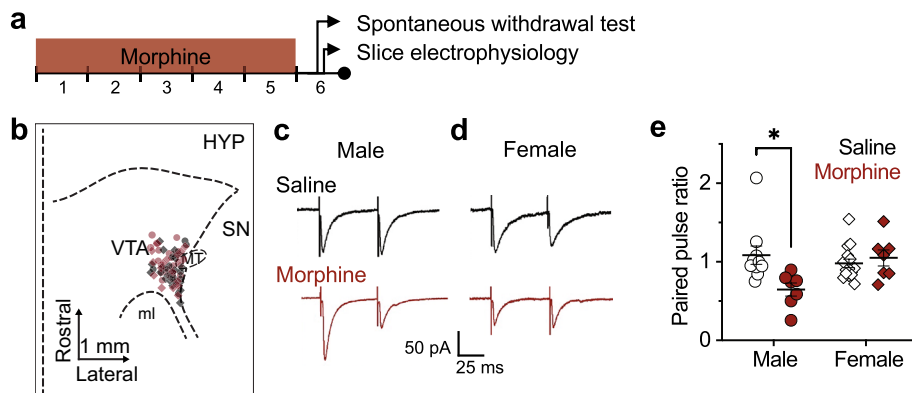 a
Spontaneous withdrawal test
Slice electrophysiology
Morphine
1 2 3 4 5 6
b
HYP
SN
VTA
MT
ml
Rostral
1 mm
Lateral
c
Male
Saline
Morphine
d
Female
50 pA
25 ms
e
*
Saline
Morphine
Paired pulse ratio
2
1
0
Male Female